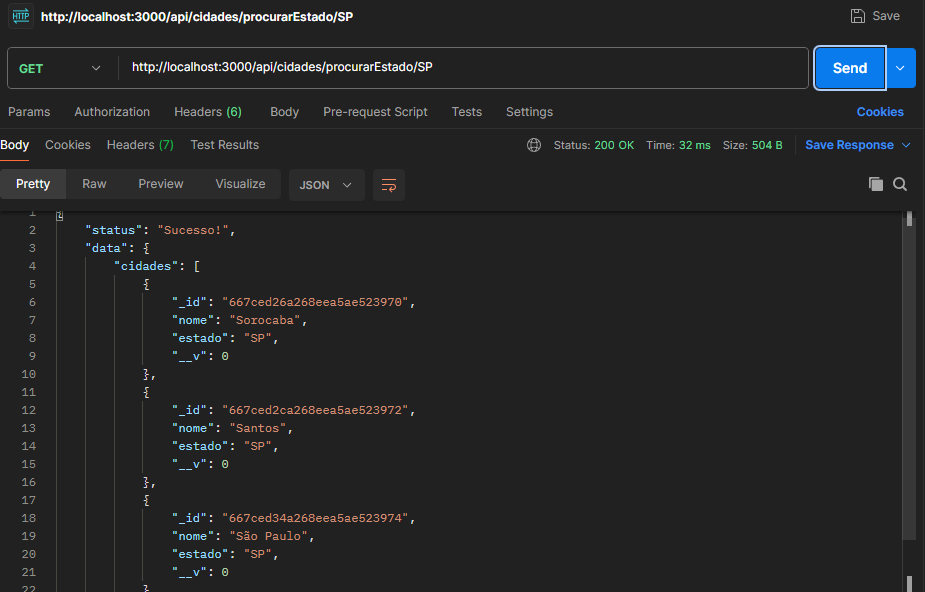 HTTP http://localhost:3000/api/cidades/procurarEstado/SP Save
GET http://localhost:3000/api/cidades/procurarEstado/SP Send
Params Authorization Headers (6) Body Pre-request Script Tests Settings Cookies
Body Cookies Headers (7) Test Results Status: 200 OK Time: 32 ms Size: 504 B Save Response
Pretty Raw Preview Visualize JSON
1 {
2 "status": "Sucesso!",
3 "data": {
4 "cidades": [
5 {
6 "_id": "667ced26a268eea5ae523970",
7 "nome": "Sorocaba",
8 "estado": "SP",
9 "__v": 0
10 },
11 {
12 "_id": "667ced2ca268eea5ae523972",
13 "nome": "Santos",
14 "estado": "SP",
15 "__v": 0
16 },
17 {
18 "_id": "667ced34a268eea5ae523974",
19 "nome": "São Paulo",
20 "estado": "SP",
21 "__v": 0
22 }